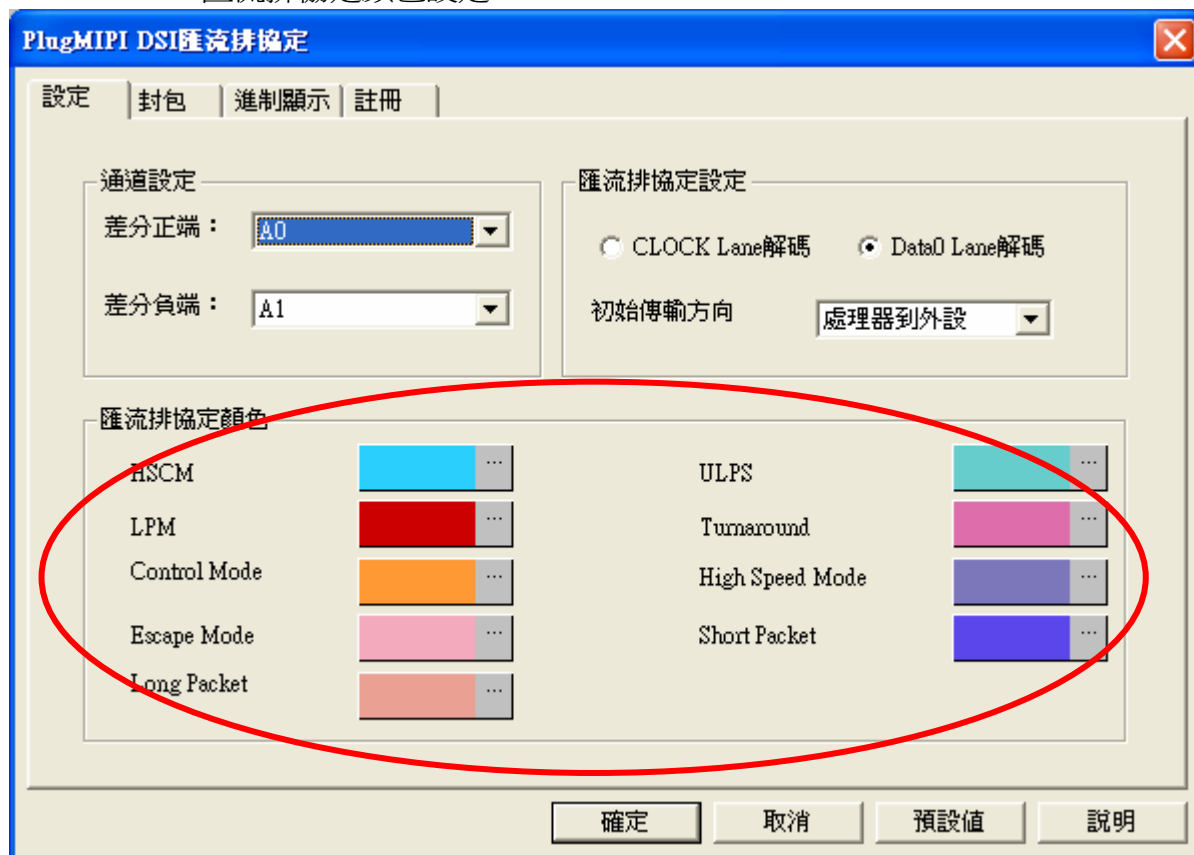 PlugMIPI DSI匯流排協定
設定 封包 進制顯示 註冊
通道設定
差分正端： A0
差分負端： A1
匯流排協定設定
CLOCK Lane解碼 Data0 Lane解碼
初始傳輸方向 處理器到外設
匯流排協定顏色
HSCM ... ULPS ...
LPM ... Turnaround ...
Control Mode ... High Speed Mode ...
Escape Mode ... Short Packet ...
Long Packet ...
確定 取消 預設值 說明